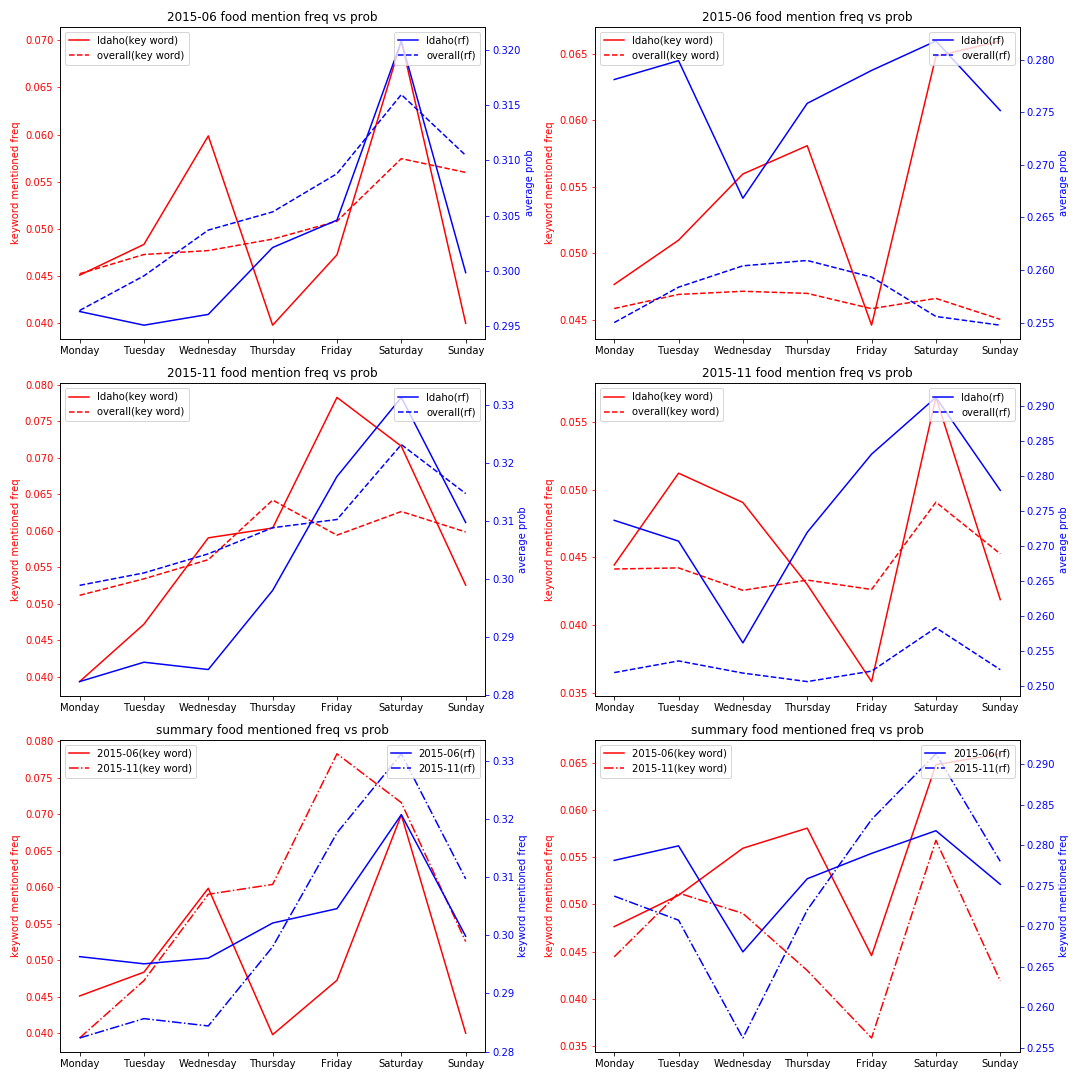 2015-06 food mention freq vs prob
Idaho(key word)
overall(key word)
Idaho(rf)
overall(rf)
keyword mentioned freq
0.070
0.065
0.060
0.055
0.050
0.045
0.040
0.320
0.315
0.310
0.305
0.300
0.295
average prob
Monday Tuesday Wednesday Thursday Friday Saturday Sunday
2015-06 food mention freq vs prob
Idaho(key word)
overall(key word)
Idaho(rf)
overall(rf)
keyword mentioned freq
0.065
0.060
0.055
0.050
0.045
0.280
0.275
0.270
0.265
0.260
0.255
average prob
Monday Tuesday Wednesday Thursday Friday Saturday Sunday
2015-11 food mention freq vs prob
Idaho(key word)
overall(key word)
Idaho(rf)
overall(rf)
keyword mentioned freq
0.080
0.075
0.070
0.065
0.060
0.055
0.050
0.045
0.040
0.33
0.32
0.31
0.30
0.29
0.28
average prob
Monday Tuesday Wednesday Thursday Friday Saturday Sunday
2015-11 food mention freq vs prob
Idaho(key word)
overall(key word)
Idaho(rf)
overall(rf)
keyword mentioned freq
0.055
0.050
0.045
0.040
0.035
0.290
0.285
0.280
0.275
0.270
0.265
0.260
0.255
0.250
average prob
Monday Tuesday Wednesday Thursday Friday Saturday Sunday
summary food mentioned freq vs prob
2015-06(key word)
2015-11(key word)
2015-06(rf)
2015-11(rf)
keyword mentioned freq
0.080
0.075
0.070
0.065
0.060
0.055
0.050
0.045
0.040
0.33
0.32
0.31
0.30
0.29
0.28
keyword mentioned freq
Monday Tuesday Wednesday Thursday Friday Saturday Sunday
summary food mentioned freq vs prob
2015-06(key word)
2015-11(key word)
2015-06(rf)
2015-11(rf)
keyword mentioned freq
0.065
0.060
0.055
0.050
0.045
0.040
0.035
0.290
0.285
0.280
0.275
0.270
0.265
0.260
0.255
keyword mentioned freq
Monday Tuesday Wednesday Thursday Friday Saturday Sunday